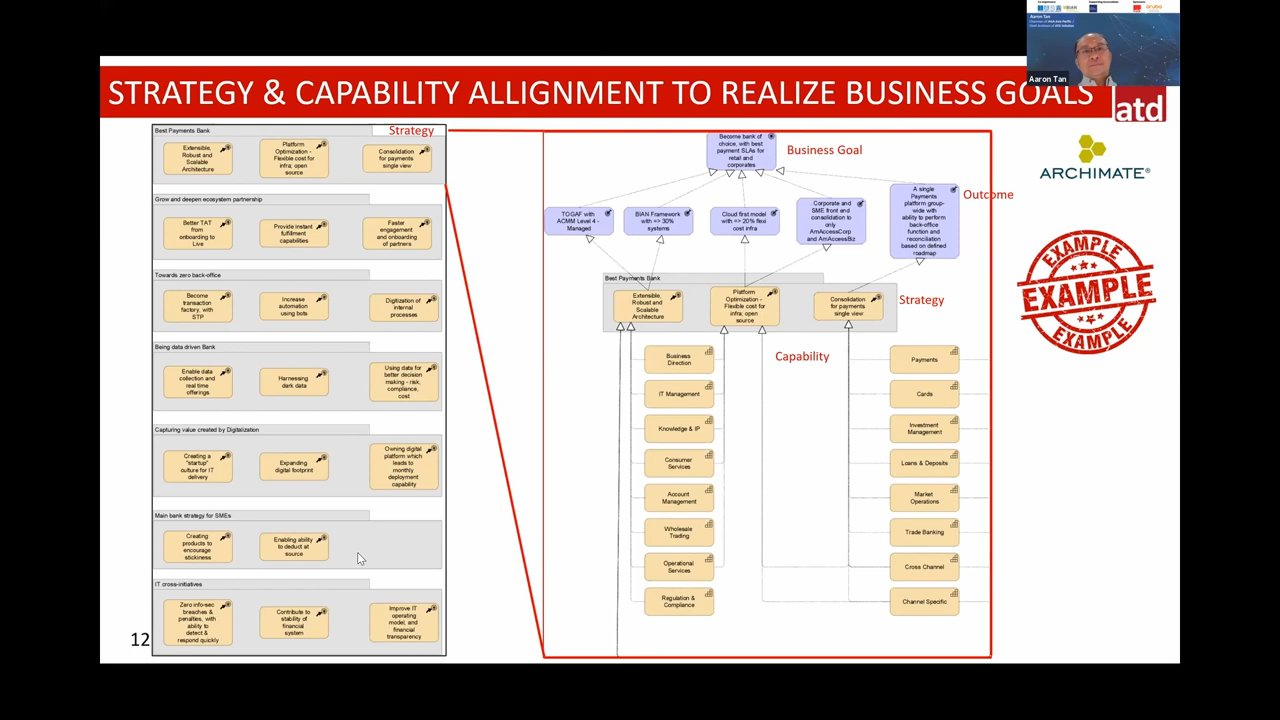 Aaron Tan
Aaron Tan
STRATEGY & CAPABILITY ALLIGNMENT TO REALIZE BUSINESS GOALS
atd
Best Payments Bank
Strategy
Extensible,
Robust and
Scalable
Architecture
Platform
Optimization -
Flexible cost for
infra; open
source
Consolidation
for payments
single view
Grow and deepen ecosystem partnership
Better TAT
from
onboarding to
Live
Provide instant
fulfillment
capabilities
Faster
engagement
and onboarding
of partners
Towards zero back-office
Become
transaction
factory, with
STP
Increase
automation
using bots
Digitization of
internal
processes
Being data driven Bank
Enable data
collection and
real time
offerings
Harnessing
dark data
Using data for
better decision
making - risk,
compliance,
cost
Capturing value created by Digitalization
Creating a
"startup"
culture for IT
delivery
Expanding
digital footprint
Owning digital
platform which
leads to
monthly
deployment
capability
Main bank strategy for SMEs
Creating
products to
encourage
stickiness
Enabling ability
to deduct at
source
IT cross-initiatives
Zero info-sec
breaches &
penalties, with
ability to
detect &
respond quickly
Contribute to
stability of
financial
system
Improve IT
operating
model, and
financial
transparency
12
Become bank of
choice, with best
payment SLAs for
retail and
corporates
Business Goal
TOGAF with
ACMM Level 4 -
Managed
BIAN Framework
with => 30%
systems
Cloud first model
with => 20% flexi
cost infra
Corporate and
SME front end
consolidation to
only
AmAccessCorp
and AmAccessBiz
A single
Payments
platform group-
wide with
ability to perform
back-office
function and
reconciliation
based on defined
roadmap
Outcome
Best Payments Bank
Extensible,
Robust and
Scalable
Architecture
Platform
Optimization -
Flexible cost for
infra; open
source
Consolidation
for payments
single view
Strategy
Capability
Business
Direction
IT Management
Knowledge & IP
Consumer
Services
Account
Management
Wholesale
Trading
Operational
Services
Regulation &
Compliance
Payments
Cards
Investment
Management
Loans & Deposits
Market
Operations
Trade Banking
Cross Channel
Channel Specific
ARCHIMATE®
EXAMPLE
EXAMPLE
EXAMPLE